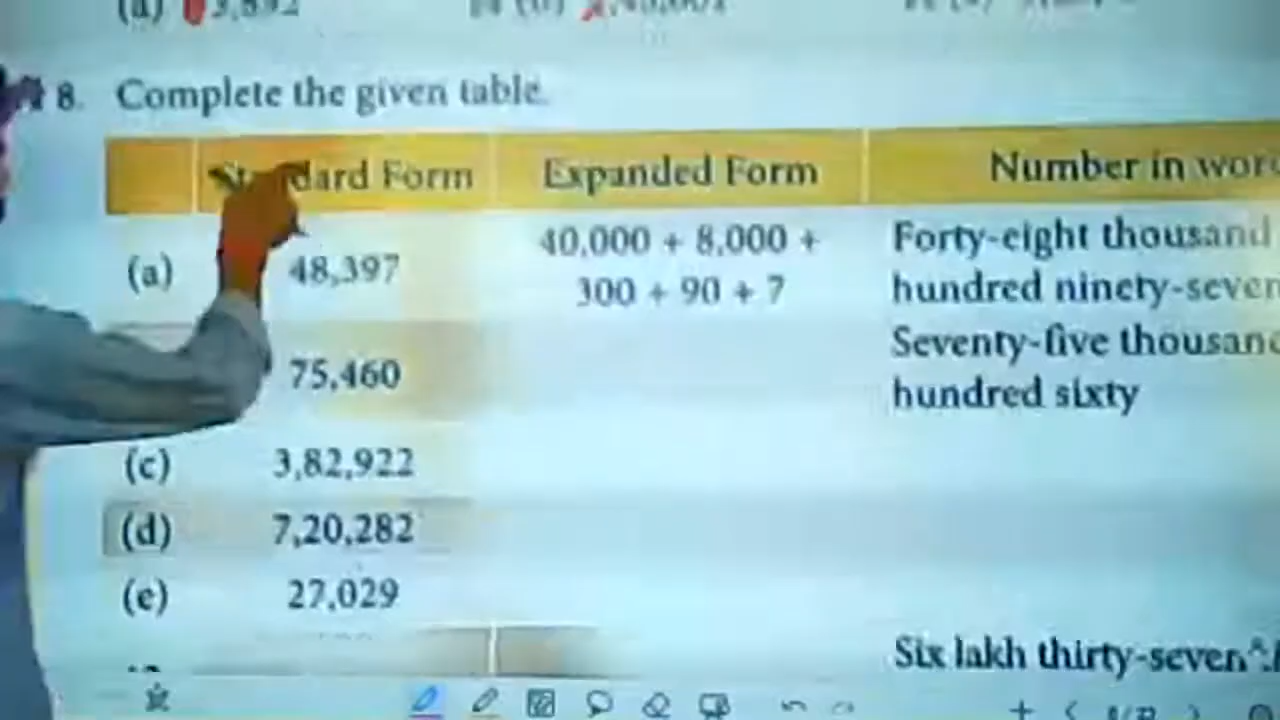 8. Complete the given table.
Standard Form Expanded Form Number in
(a) 48,397 40,000 + 8,000 + 300 + 90 + 7 Forty-eight thousand
hundred ninety-seven
75,460 Seventy-five thousand
hundred sixty
(c) 3,82,922
(d) 7,20,282
(e) 27,029
Six lakh thirty-seven